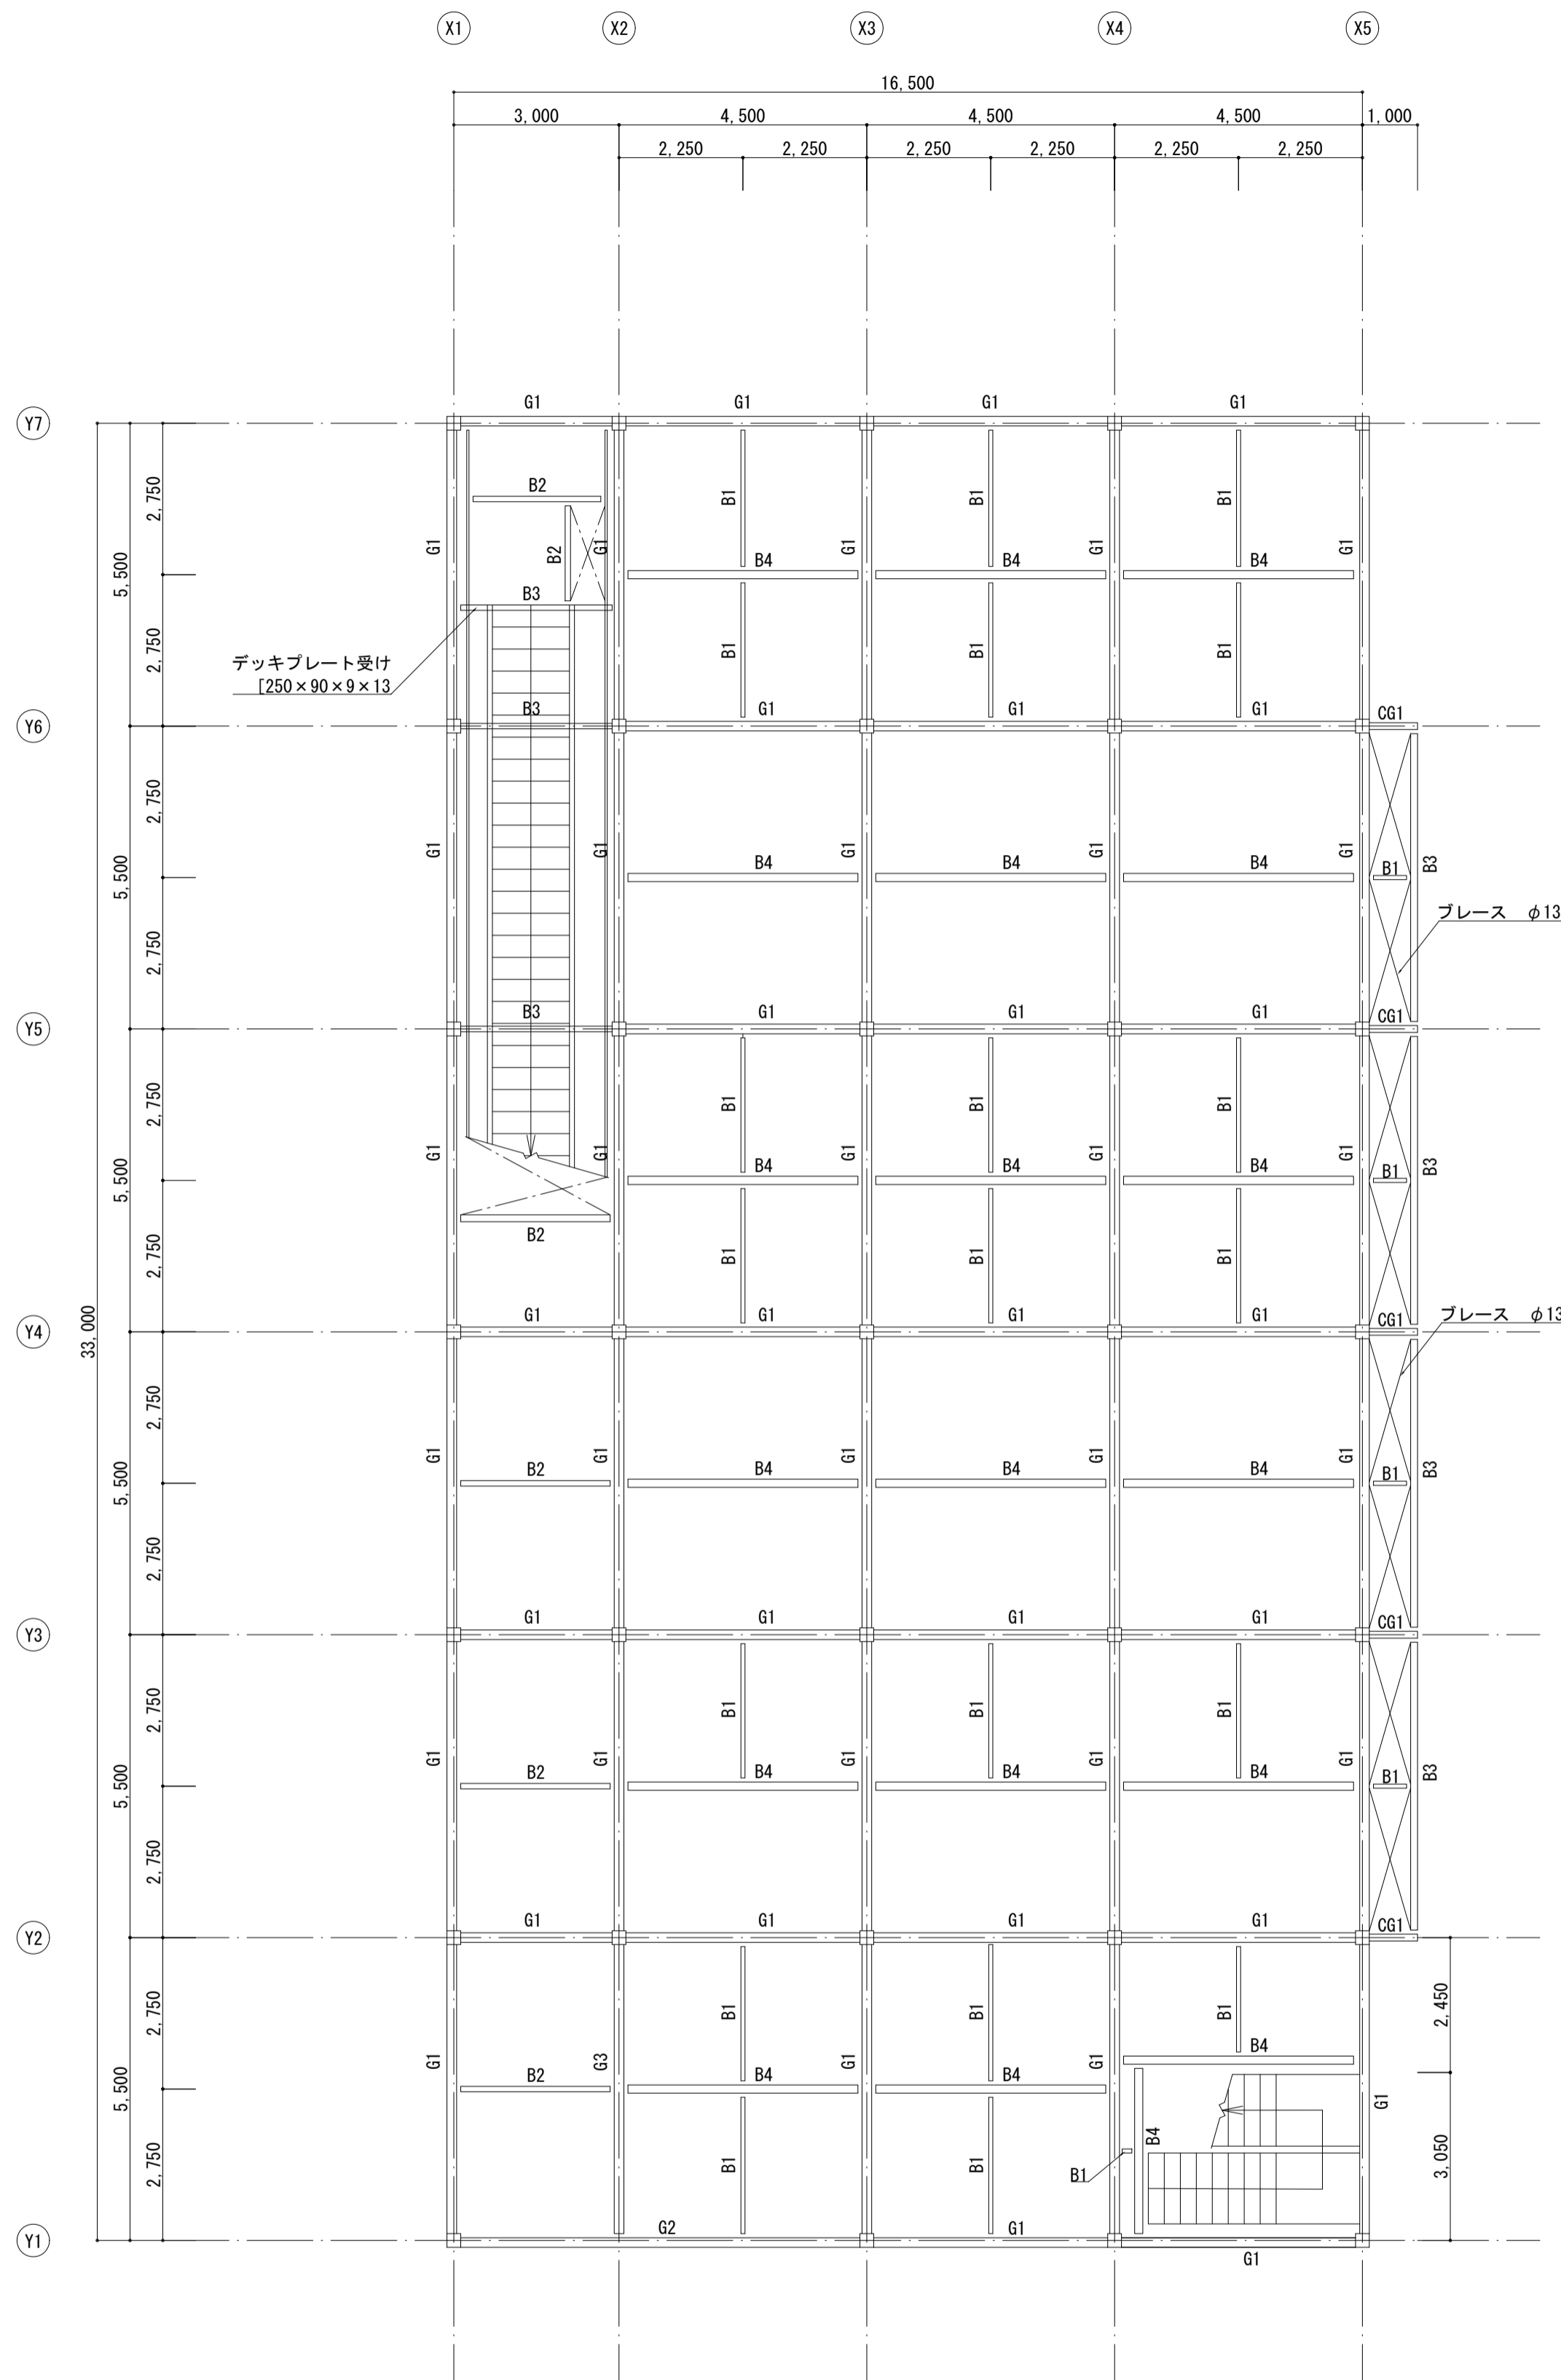 X1 X2 X3 X4 X5
16,500
3,000 4,500 4,500 4,500 1,000
2,250 2,250 2,250 2,250 2,250 2,250
G1 G1 G1 G1
Y7
2,750
B2 B1 B1 B1
G1 B2 G1 G1 G1 G1
5,500
B4 B4 B4
B3
2,750
B1 B1 B1
デッキプレート受け
[250×90×9×13
B3 G1 G1 G1 CG1
Y6
2,750
G1 G1 G1 G1 G1
5,500
B4 B4 B4 B1 B3
ブレース φ13
2,750
B3 G1 G1 G1 CG1
Y5
2,750
B1 B1 B1
G1 G1 G1 G1 G1
5,500
B4 B4 B4 B1 B3
2,750
B2 B1 B1 B1
33,000
G1 G1 G1 G1 CG1
ブレース φ13
Y4
2,750
G1 G1 G1 G1 G1
5,500
B2 B4 B4 B4 B1 B3
2,750
G1 G1 G1 G1 CG1
Y3
2,750
B1 B1 B1
G1 G1 G1 G1 G1
5,500
B2 B4 B4 B4 B1 B3
2,750
G1 G1 G1 G1 CG1
Y2
2,750
B1 B1 B1
2,450
G1 G3 G1 G1
B4
5,500
B2 B4 B4
G1
B4
2,750
B1 B1 B1
3,050
G2 G1
Y1
G1